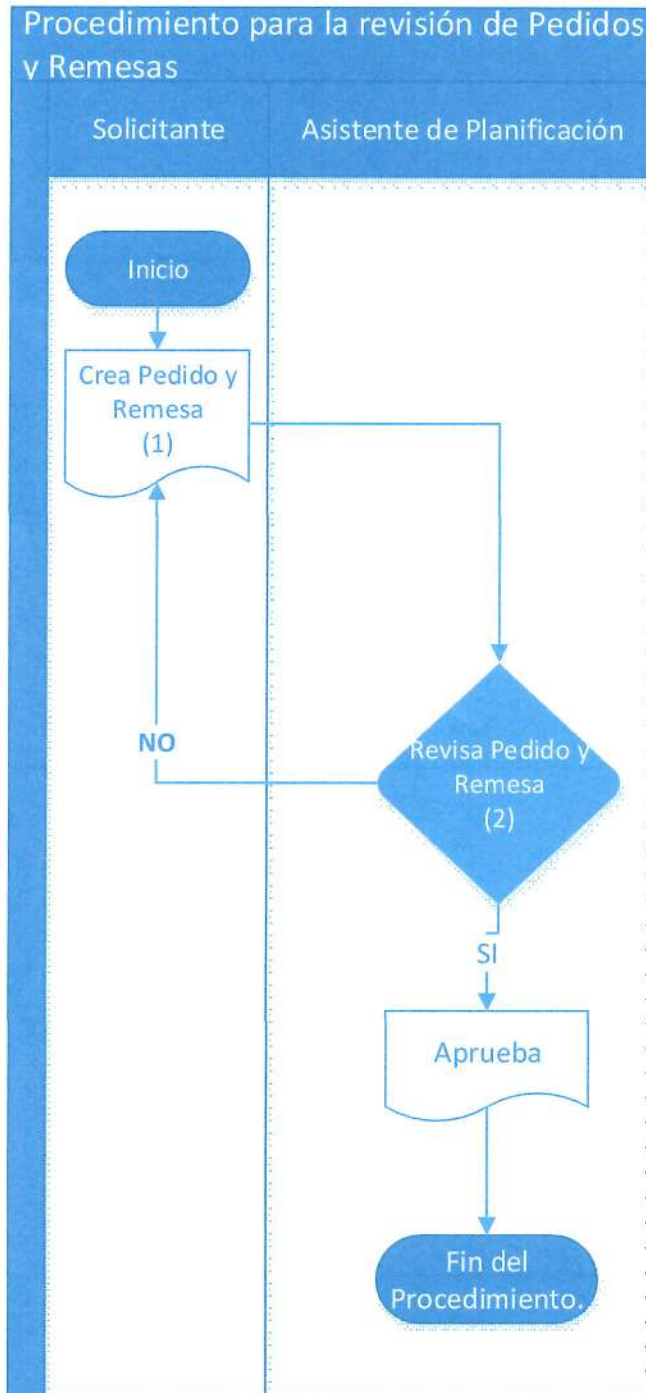 Procedimiento para la revisión de Pedidos
y Remesas
Solicitante
Asistente de Planificación
Inicio
Crea Pedido y
Remesa
(1)
Revisa Pedido y
Remesa
(2)
NO
SI
Aprueba
Fin del
Procedimiento.